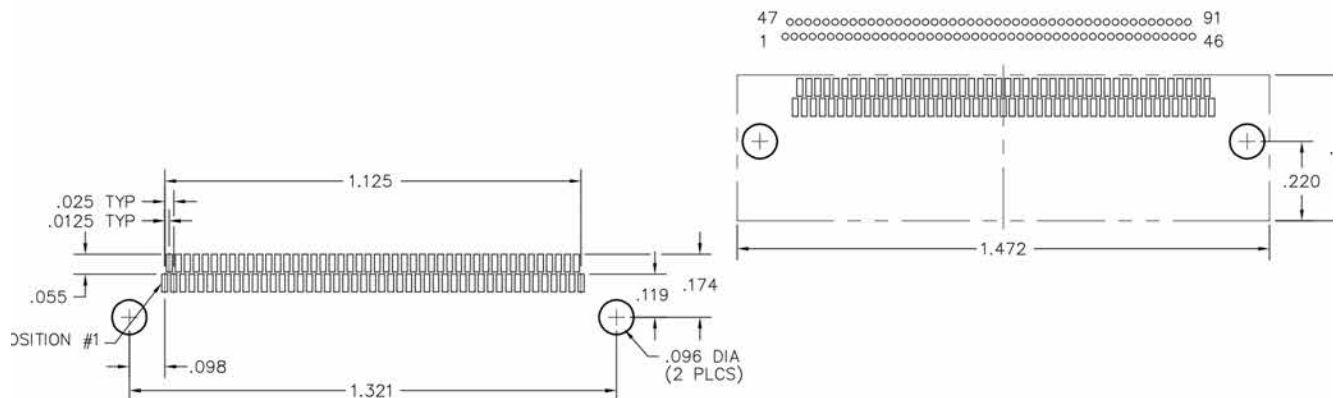 47 91
1 46
1.125
.025 TYP
.0125 TYP
.220
1.472
.055
.119 .174
OSITION #1
.098
.096 DIA
(2 PLCS)
1.321